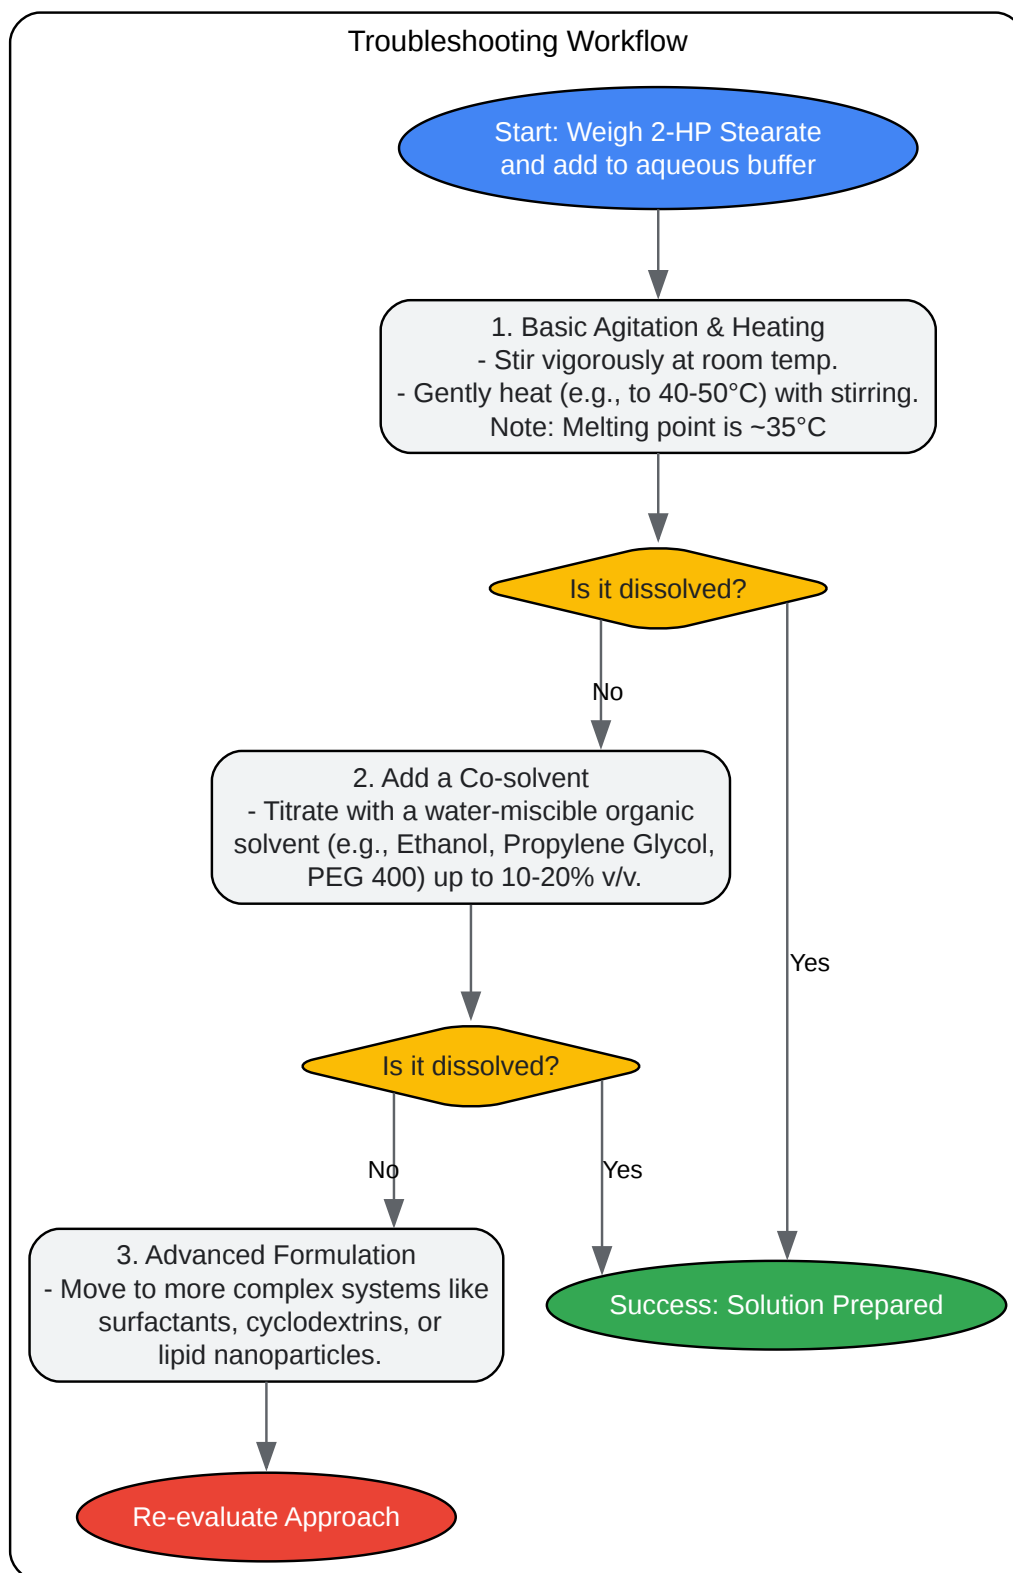 Troubleshooting Workflow
Start: Weigh 2-HP Stearate
and add to aqueous buffer
1. Basic Agitation & Heating
- Stir vigorously at room temp.
- Gently heat (e.g., to 40-50°C) with stirring.
Note: Melting point is ~35°C
Is it dissolved?
No
2. Add a Co-solvent
- Titrate with a water-miscible organic
solvent (e.g., Ethanol, Propylene Glycol,
PEG 400) up to 10-20% v/v.
Yes
Is it dissolved?
No
Yes
3. Advanced Formulation
- Move to more complex systems like
surfactants, cyclodextrins, or
lipid nanoparticles.
Success: Solution Prepared
Re-evaluate Approach